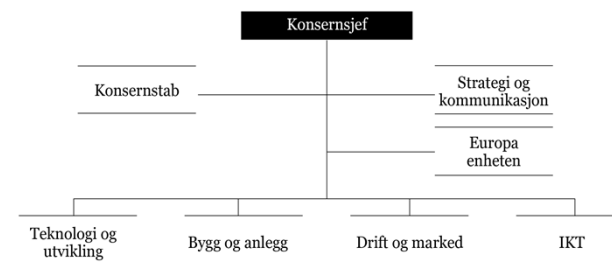 Konsernsjef
Konsernstab
Strategi og
kommunikasjon
Europa
enheten
Teknologi og
utvikling
Bygg og anlegg
Drift og marked
IKT